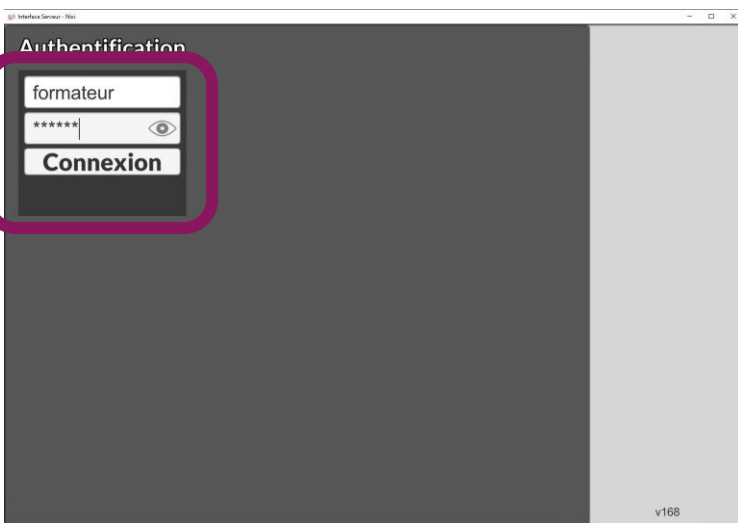 Interface Serveur - Nixi
Authentification
formateur
******
Connexion
v168